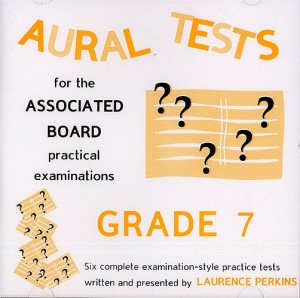 AURAL TESTS
for the
ASSOCIATED
BOARD
practical
examinations
? ? ? ? ?
GRADE 7
Six complete examination-style practice tests
written and presented by LAURENCE PERKINS